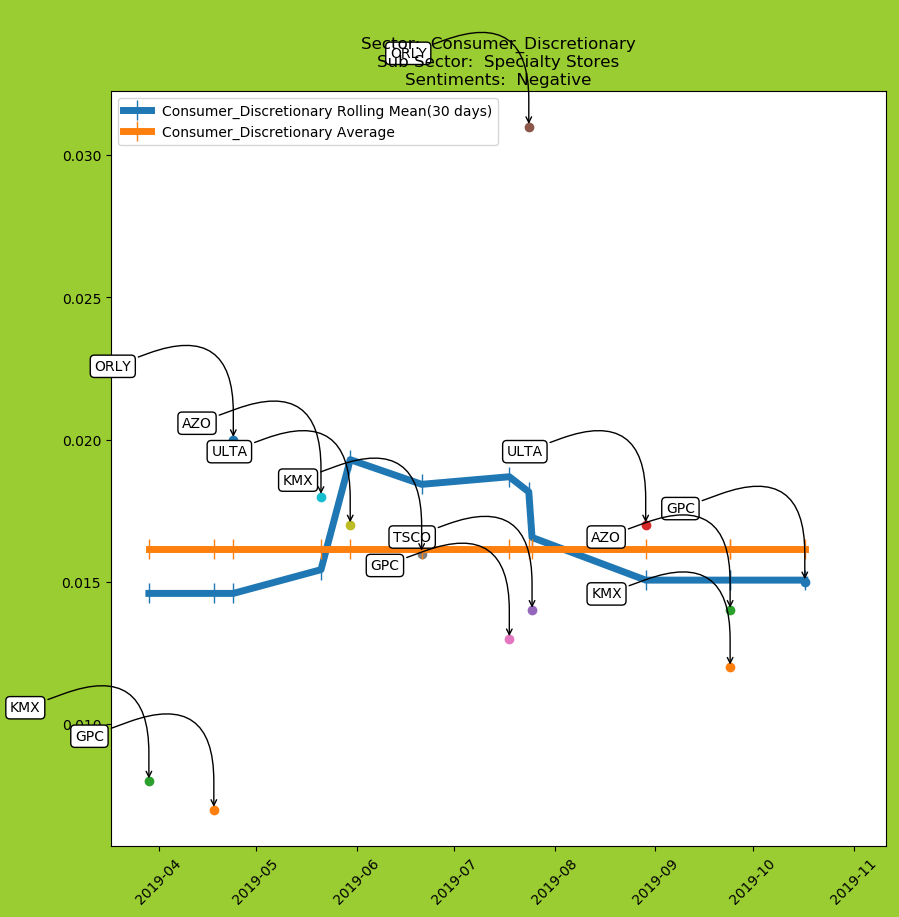 Sector:  Consumer_Discretionary
ORLY
Sub Sector:  Specialty Stores
Sentiments:  Negative
Consumer_Discretionary Rolling Mean(30 days)
Consumer_Discretionary Average
0.030
0.025
ORLY
AZO
0.020
ULTA
ULTA
KMX
GPC
TSCO
AZO
GPC
0.015
KMX
KMX
0.010
GPC
2019-04
2019-05
2019-06
2019-07
2019-08
2019-09
2019-10
2019-11